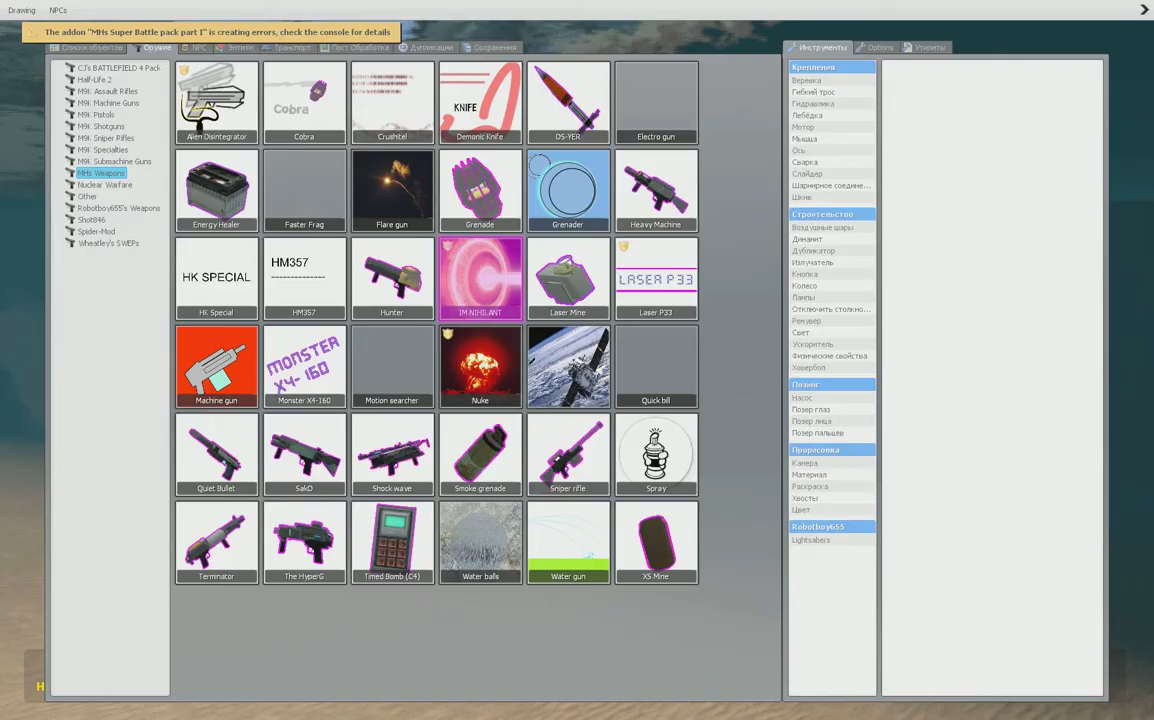 Drawing NPCs
The addon "MHs Super Battle pack part 1" is creating errors, check the console for details
Списки объектов Оружие NPC Энтити Транспорт Пост Обработка Дупликации Сохранения
Инструменты Options Утилиты
CJ's BATTLEFIELD 4 Pack
Half-Life 2
M9K Assault Rifles
M9K Machine Guns
M9K Pistols
M9K Shotguns
M9K Sniper Rifles
M9K Specialties
M9K Submachine Guns
MHs Weapons
Nuclear Warfare
Other
Robotboy655's Weapons
Shot846
Spider-Mod
Wheatley's SWEPs
Cobra
KNIFE
Alien Disintegrator Cobra Crushitel Demonic Knife DS-YER Electro gun
Energy Healer Faster Frag Flare gun Grenade Grenader Heavy Machine
HK SPECIAL
HM357
LASER P33
HK Special HM357 Hunter IM NIHILANT Laser Mine Laser P33
MONSTER
X4-160
Machine gun Monster X4-160 Motion searcher Nuke Quick bill
Quiet Bullet SakO Shock wave Smoke grenade Sniper rifle Spray
Terminator The HyperG Timed Bomb (C4) Water balls Water gun XS Mine
Крепления
Веревка
Гибкий трос
Гидравлика
Лебёдка
Мотор
Мышца
Ось
Сварка
Слайдер
Шарнирное соедине...
Шкив
Строительство
Воздушные шары
Динамит
Дубликатор
Излучатель
Кнопка
Колесо
Лампы
Отключить столкно...
Ремувер
Свет
Ускоритель
Физические свойства
Ховербол
Позинг
Насос
Позер глаз
Позер лица
Позер пальцев
Прорисовка
Камера
Материал
Раскраска
Хвосты
Цвет
Robotboy655
Lightsabers
H